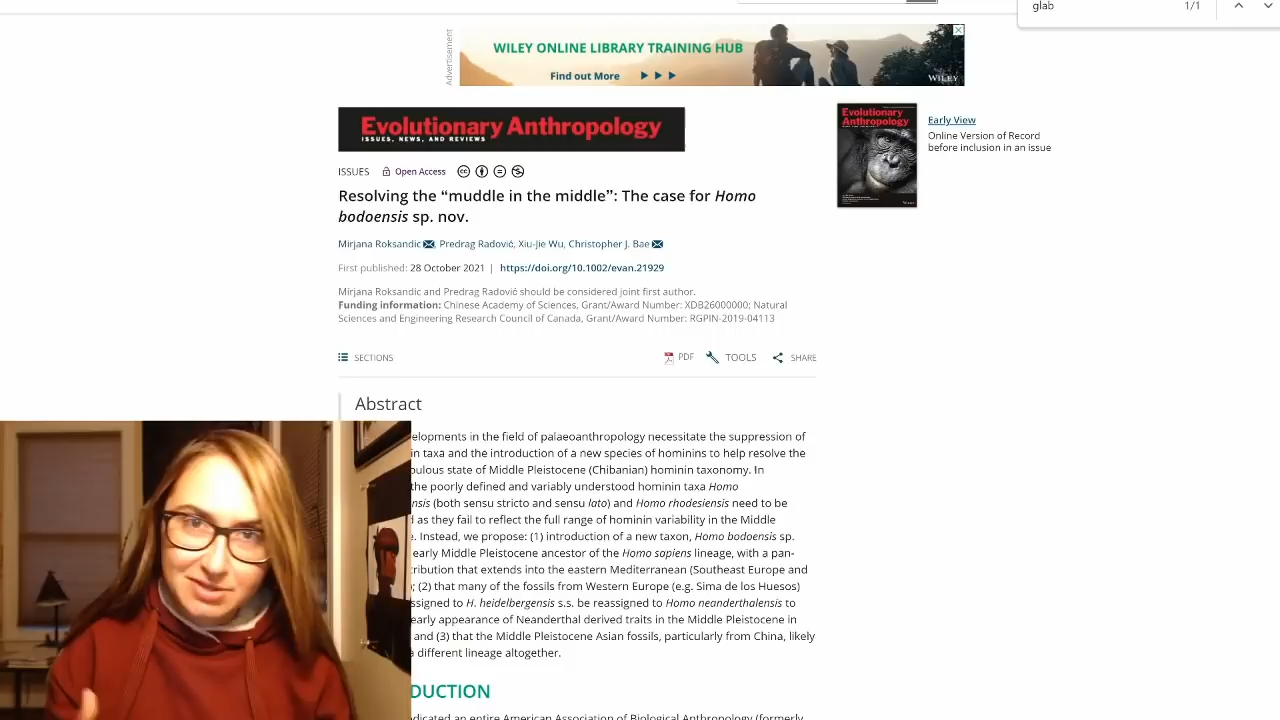 glab
1/1
Advertisement
WILEY ONLINE LIBRARY TRAINING HUB
Find out More
WILEY
Evolutionary Anthropology
ISSUES, NEWS, AND REVIEWS
Evolutionary
Anthropology
Early View
Online Version of Record
before inclusion in an issue
ISSUES Open Access
Resolving the “muddle in the middle”: The case for Homo
bodoensis sp. nov.
Mirjana Roksandic, Predrag Radović, Xiu-Jie Wu, Christopher J. Bae
First published: 28 October 2021 | https://doi.org/10.1002/evan.21929
Mirjana Roksandic and Predrag Radović should be considered joint first author.
Funding information: Chinese Academy of Sciences, Grant/Award Number: XDB26000000; Natural
Sciences and Engineering Research Council of Canada, Grant/Award Number: RGPIN-2019-04113
SECTIONS
PDF
TOOLS
SHARE
Abstract
elopments in the field of palaeoanthropology necessitate the suppression of
in taxa and the introduction of a new species of hominins to help resolve the
bulous state of Middle Pleistocene (Chibanian) hominin taxonomy. In
the poorly defined and variably understood hominin taxa Homo
nsis (both sensu stricto and sensu lato) and Homo rhodesiensis need to be
d as they fail to reflect the full range of hominin variability in the Middle
e. Instead, we propose: (1) introduction of a new taxon, Homo bodoensis sp.
early Middle Pleistocene ancestor of the Homo sapiens lineage, with a pan-
tribution that extends into the eastern Mediterranean (Southeast Europe and
; (2) that many of the fossils from Western Europe (e.g. Sima de los Huesos)
ssigned to H. heidelbergensis s.s. be reassigned to Homo neanderthalensis to
early appearance of Neanderthal derived traits in the Middle Pleistocene in
and (3) that the Middle Pleistocene Asian fossils, particularly from China, likely
a different lineage altogether.
DUCTION
dicated an entire American Association of Biological Anthropology (formerly